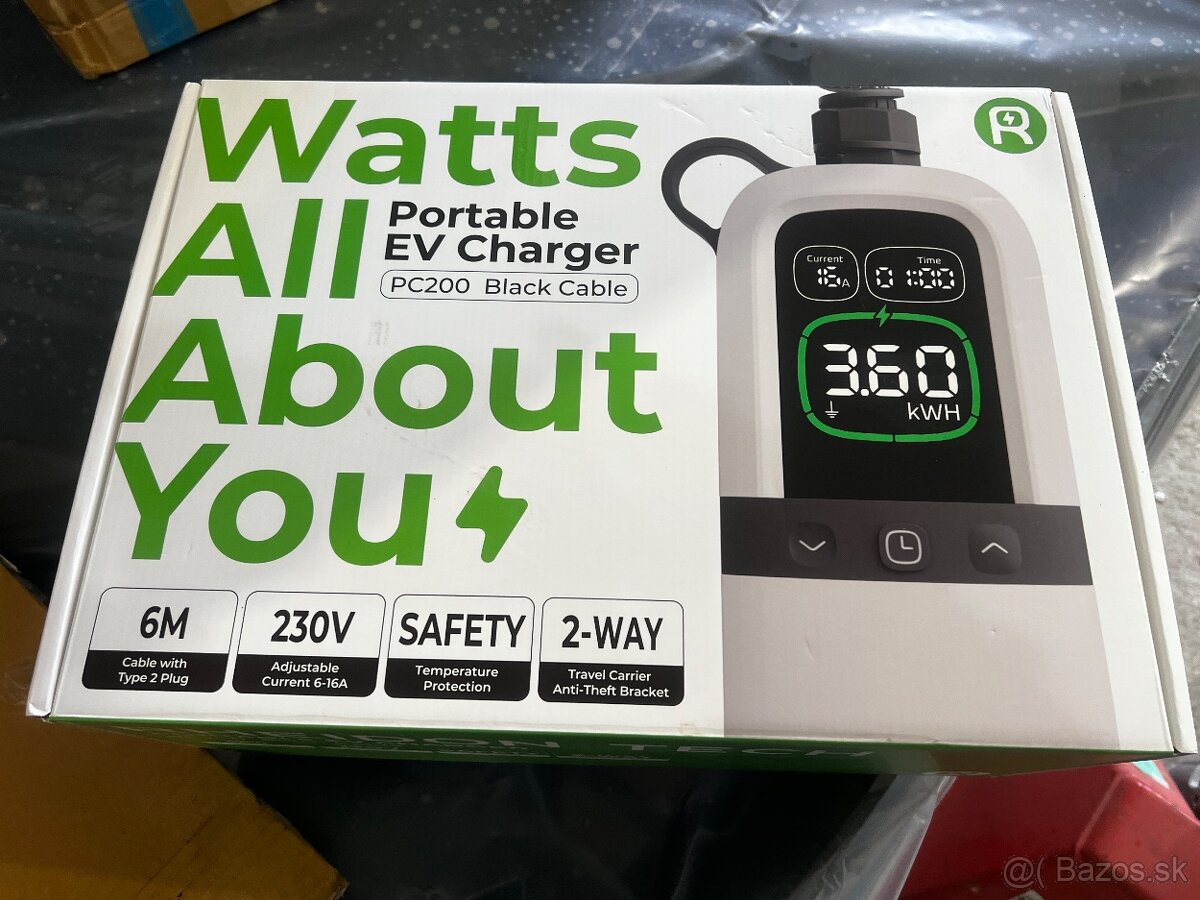 Watts
All
About
You
Portable
EV Charger
PC200 Black Cable
R
Current
16A
Time
01:00
3.60
kWH
6M
Cable with
Type 2 Plug
230V
Adjustable
Current 6-16A
SAFETY
Temperature
Protection
2-WAY
Travel Carrier
Anti-Theft Bracket
TECH
@( Bazos.sk